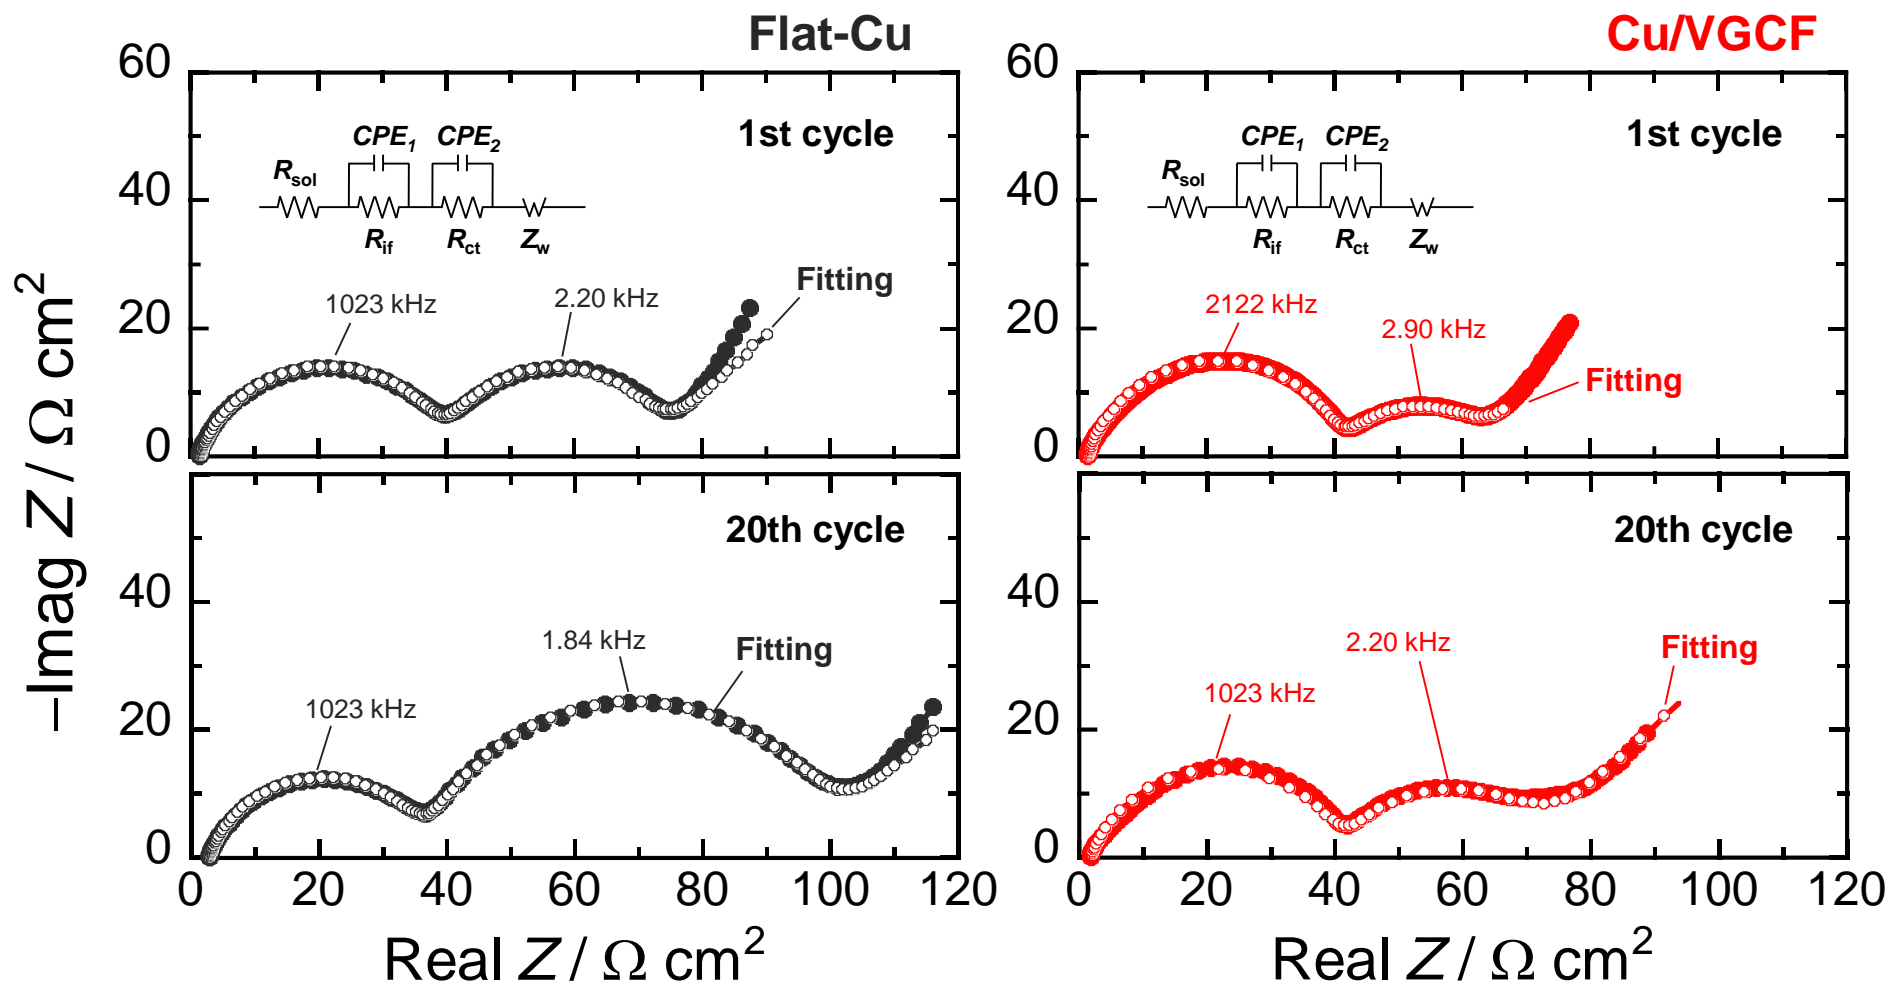 Flat-Cu
Cu/VGCF
60
40
20
0
1st cycle
CPE1 CPE2
Rsol
Rif Rct Zw
1023 kHz
2.20 kHz
Fitting
60
40
20
0
1st cycle
CPE1 CPE2
Rsol
Rif Rct Zw
2122 kHz
2.90 kHz
Fitting
–Imag Z / Ω cm²
40
20
0
20th cycle
1023 kHz
1.84 kHz
Fitting
0 20 40 60 80 100 120
Real Z / Ω cm²
40
20
0
20th cycle
1023 kHz
2.20 kHz
Fitting
0 20 40 60 80 100 120
Real Z / Ω cm²